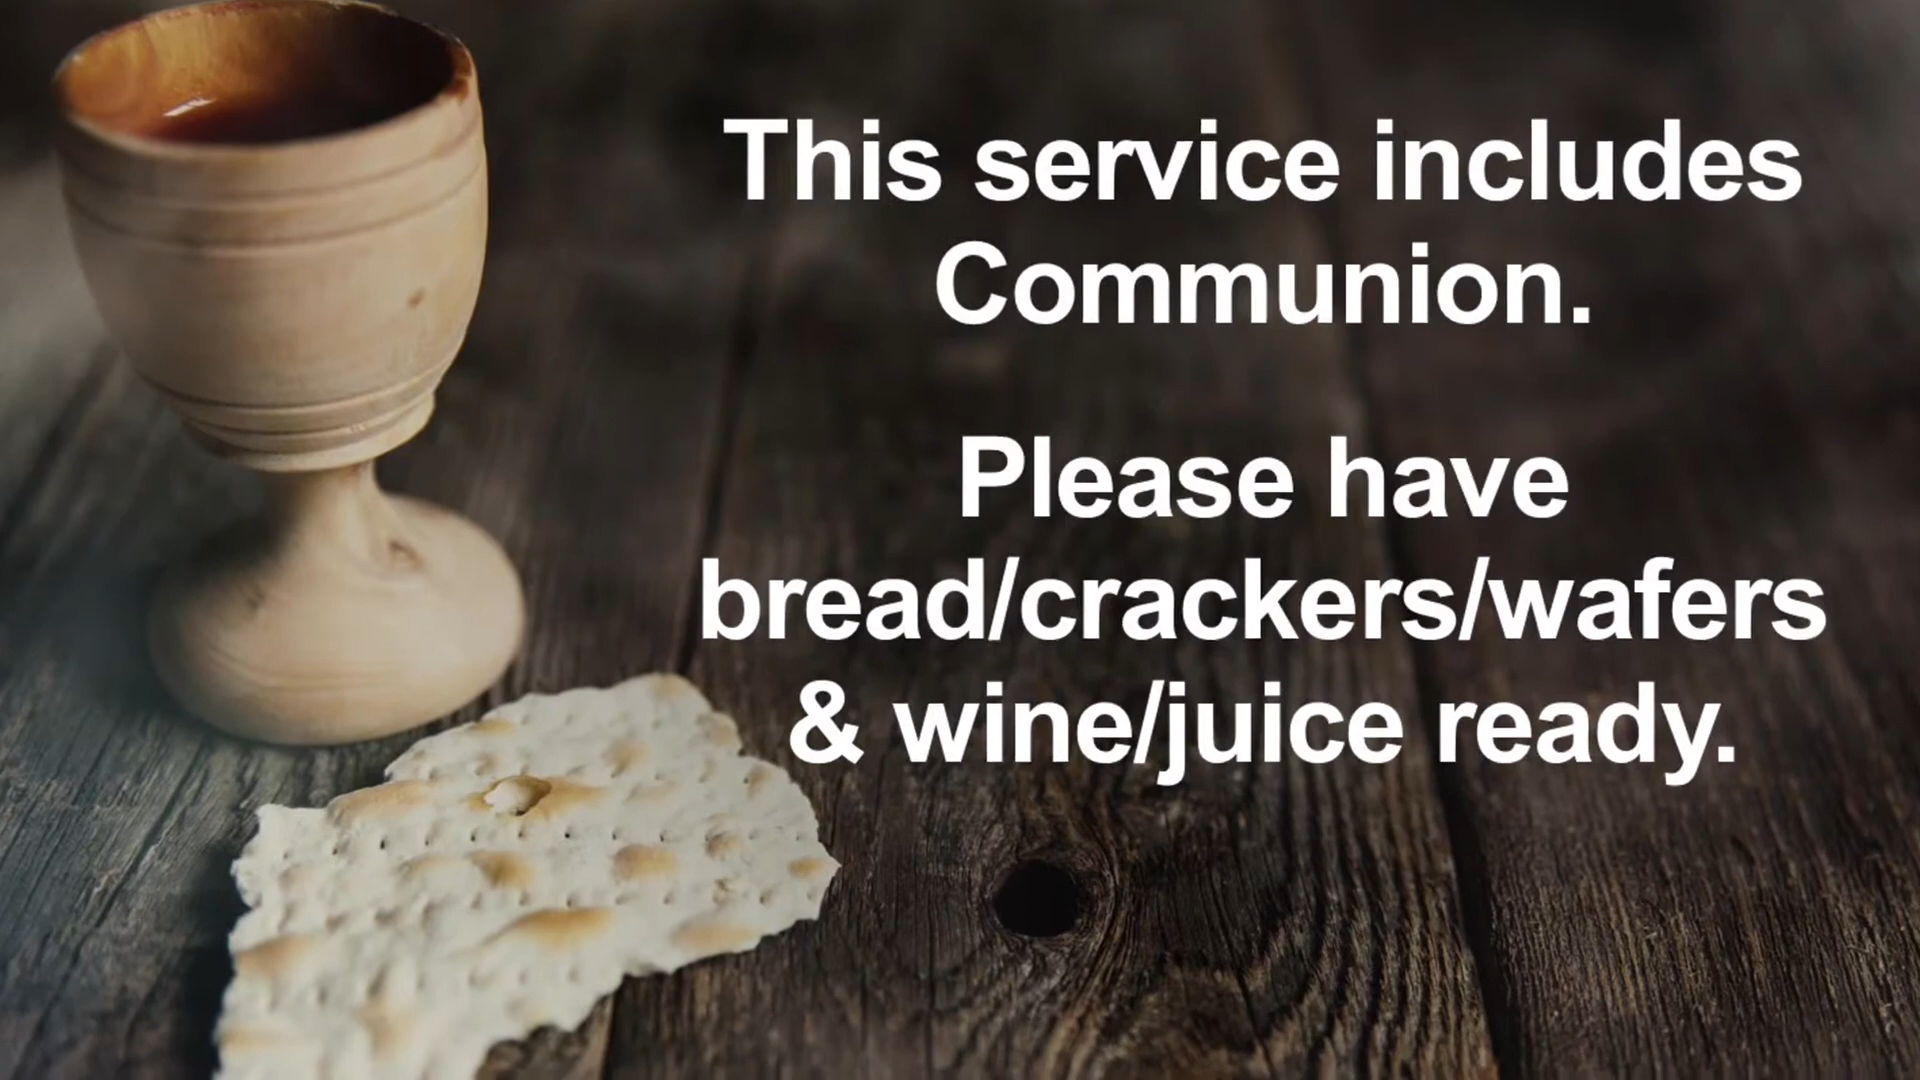 This service includes
Communion.
Please have
bread/crackers/wafers
& wine/juice ready.